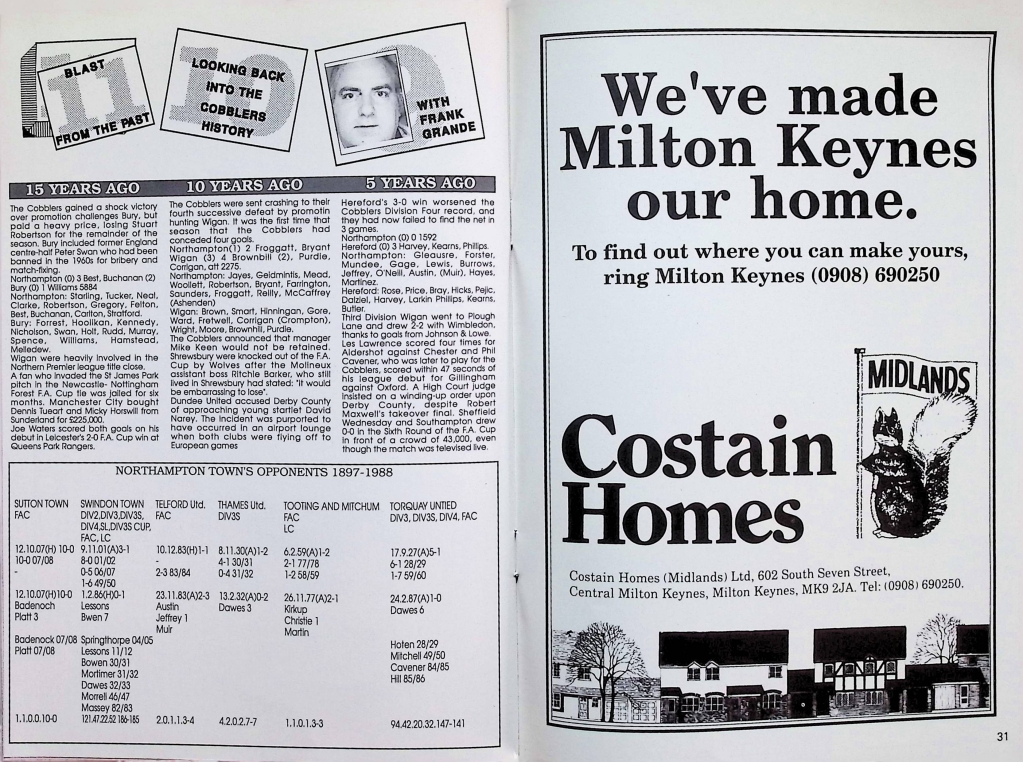 BLAST
FROM THE PAST
LOOKING BACK
INTO THE
COBBLERS
HISTORY
WITH
FRANK
GRANDE
15 YEARS AGO
The Cobblers gained a shock victory
over promotion challenges Bury, but
paid a heavy price, losing Stuart
Robertson for the remainder of the
season. Bury included former England
centre-half Peter Swan who had been
banned in the 1960s for bribery and
match-fixing.
Northampton (0) 3 Best, Buchanan (2)
Bury (0) 1 Williams 5884
Northampton: Starling, Tucker, Neal,
Clarke, Robertson, Gregory, Felton,
Best, Buchanan, Carlton, Stratford.
Bury: Forrest, Hoolikan, Kennedy,
Nicholson, Swan, Holt, Rudd, Murray,
Spence, Williams, Hamstead,
Melledew.
Wigan were heavily involved in the
Northern Premier league title close.
A fan who invaded the St James Park
pitch in the Newcastle- Nottingham
Forest F.A. Cup tie was jailed for six
months. Manchester City bought
Dennis Tueart and Micky Horswill from
Sunderland for £225,000.
Joe Waters scored both goals on his
debut in Leicester's 2-0 F.A. Cup win at
Queens Park Rangers.
10 YEARS AGO
The Cobblers were sent crashing to their
fourth successive defeat by promotin
hunting Wigan. It was the first time that
season that the Cobblers had
conceded four goals.
Northampton(1) 2 Froggatt, Bryant
Wigan (3) 4 Brownbill (2), Purdie,
Corrigan, att 2275.
Northampton: Jayes, Geidmintis, Mead,
Woollett, Robertson, Bryant, Farrington,
Saunders, Froggatt, Reilly, McCaffrey
(Ashenden)
Wigan: Brown, Smart, Hinnigan, Gore,
Ward, Fretwell, Corrigan (Crompton),
Wright, Moore, Brownhil, Purdie.
The Cobblers announced that manager
Mike Keen would not be retained.
Shrewsbury were knocked out of the F.A.
Cup by Wolves after the Molineux
assistant boss Ritchie Barker, who still
lived in Shrewsbury had stated: "it would
be embarrassing to lose".
Dundee United accused Derby County
of approaching young startlet David
Narey. The incident was purported to
have occurred in an airport lounge
when both clubs were flying off to
European games
5 YEARS AGO
Hereford's 3-0 win worsened the
Cobblers Division Four record, and
they had now failed to find the net in
3 games.
Northampton (0) 0 1592
Hereford (0) 3 Harvey, Kearns, Phillips.
Northampton: Gleasure, Forster,
Mundee, Gage, Lewis, Burrows,
Jeffrey, O'Neill, Austin, (Muir), Hayes,
Martinez.
Hereford: Rose, Price, Bray, Hicks, Pejic,
Dalziel, Harvey, Larkin Phillips, Kearns,
Butler.
Third Division Wigan went to Plough
Lane and drew 2-2 with Wimbledon,
thanks to goals from Johnson & Lowe.
Les Lawrence scored four times for
Aldershot against Chester and Phil
Cavener, who was later to play for the
Cobblers, scored within 47 seconds of
his league debut for Gillingham
against Oxford. A High Court judge
insisted on a winding-up order upon
Derby County, despite Robert
Maxwell's takeover final. Sheffield
Wednesday and Southampton drew
0-0 in the Sixth Round of the F.A. Cup
in front of a crowd of 43,000, even
though the match was televised live.
NORTHAMPTON TOWN'S OPPONENTS 1897-1988
SUTTON TOWN SWINDON TOWN TELFORD Utd. THAMES Utd. TOOTING AND MITCHUM TORQUAY UNTIED
FAC DIV2,DIV3,DIV3S, FAC DIV3S FAC DIV3, DIV3S, DIV4, FAC
DIV4,SL,DIV3S CUP, LC
FAC, LC
12.10.07(H) 10-0 9.11.01(A)3-1 10.12.83(H)1-1 8.11.30(A)1-2 6.2.59(A)1-2 17.9.27(A)5-1
10-0 07/08 8-0 01/02 - 4-1 30/31 2-1 77/78 6-1 28/29
- 0-5 06/07 2-3 83/84 0-4 31/32 1-2 58/59 1-7 59/60
1-6 49/50
12.10.07(H)10-0 1.2.86(H)0-1 23.11.83(A)2-3 13.2.32(A)0-2 26.11.77(A)2-1 24.2.87(A)1-0
Badenoch Lessons Austin Dawes 3 Kirkup Dawes 6
Platt 3 Bwen 7 Jeffrey 1 Christie 1
Muir Martin
Badenock 07/08 Springthorpe 04/05 Hoten 28/29
Platt 07/08 Lessons 11/12 Mitchell 49/50
Bowen 30/31 Cavener 84/85
Mortimer 31/32 Hill 85/86
Dawes 32/33
Morrell 46/47
Massey 82/83
1.1.0.0.10-0 121.47.22.52 186-185 2.0.1.1.3-4 4.2.0.2.7-7 1.1.0.1.3-3 94.42.20.32.147-141
We've made
Milton Keynes
our home.
To find out where you can make yours,
ring Milton Keynes (0908) 690250
MIDLANDS
Costain
Homes
Costain Homes (Midlands) Ltd, 602 South Seven Street,
Central Milton Keynes, Milton Keynes, MK9 2JA. Tel: (0908) 690250.
31